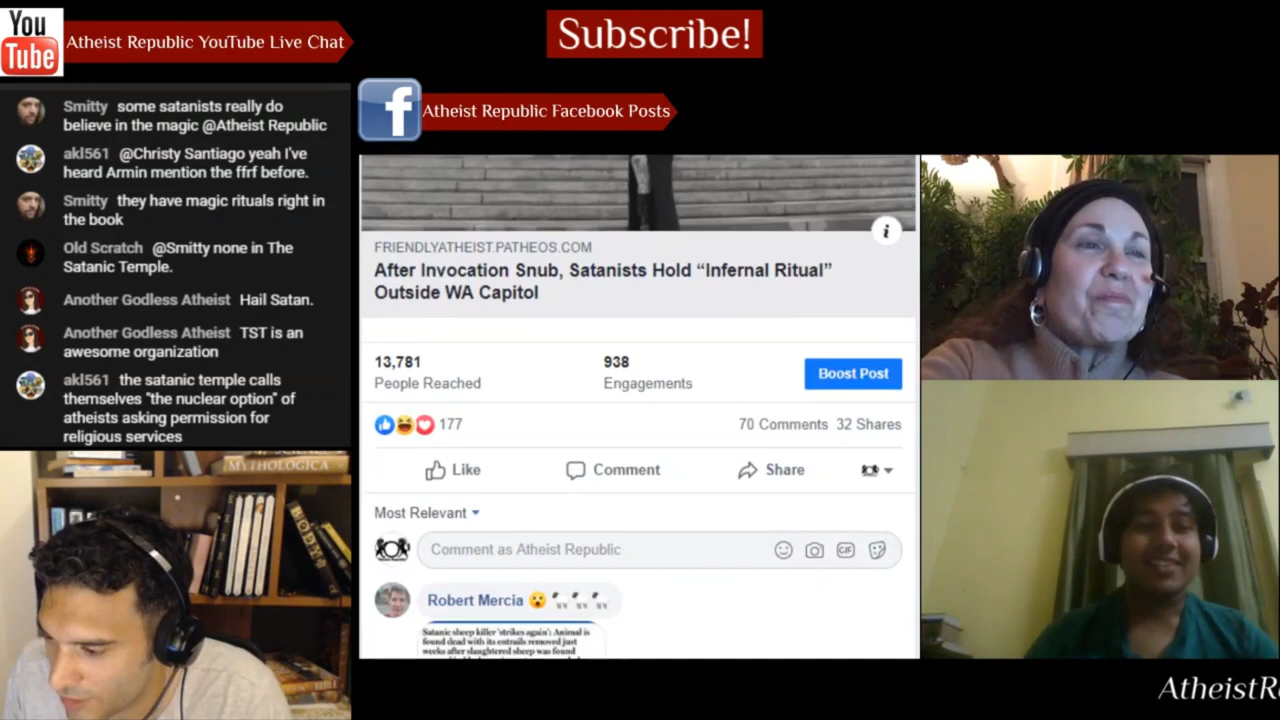 You
Tube
Atheist Republic YouTube Live Chat
Subscribe!
Atheist Republic Facebook Posts
Smitty some satanists really do
believe in the magic @Atheist Republic
akl561 @Christy Santiago yeah I've
heard Armin mention the ffrf before.
Smitty they have magic rituals right in
the book
Old Scratch @Smitty none in The
Satanic Temple.
Another Godless Atheist Hail Satan.
Another Godless Atheist TST is an
awesome organization
akl561 the satanic temple calls
themselves "the nuclear option" of
atheists asking permission for
religious services
f
i
FRIENDLYATHEIST.PATHEOS.COM
After Invocation Snub, Satanists Hold “Infernal Ritual”
Outside WA Capitol
13,781 938
People Reached Engagements
Boost Post
177 70 Comments 32 Shares
Like Comment Share
Most Relevant
Comment as Atheist Republic
GIF
Robert Mercia 😮🐑🐑🐑
Satanic sheep killer 'strikes again': Animal is
found dead with its entrails removed just
weeks after slaughtered sheep was found
MYTHOLOGICA
BODY
AtheistRe